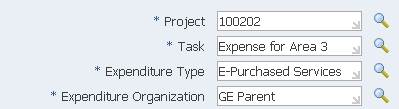 * Project 100202
* Task Expense for Area 3
* Expenditure Type E-Purchased Services
* Expenditure Organization GE Parent